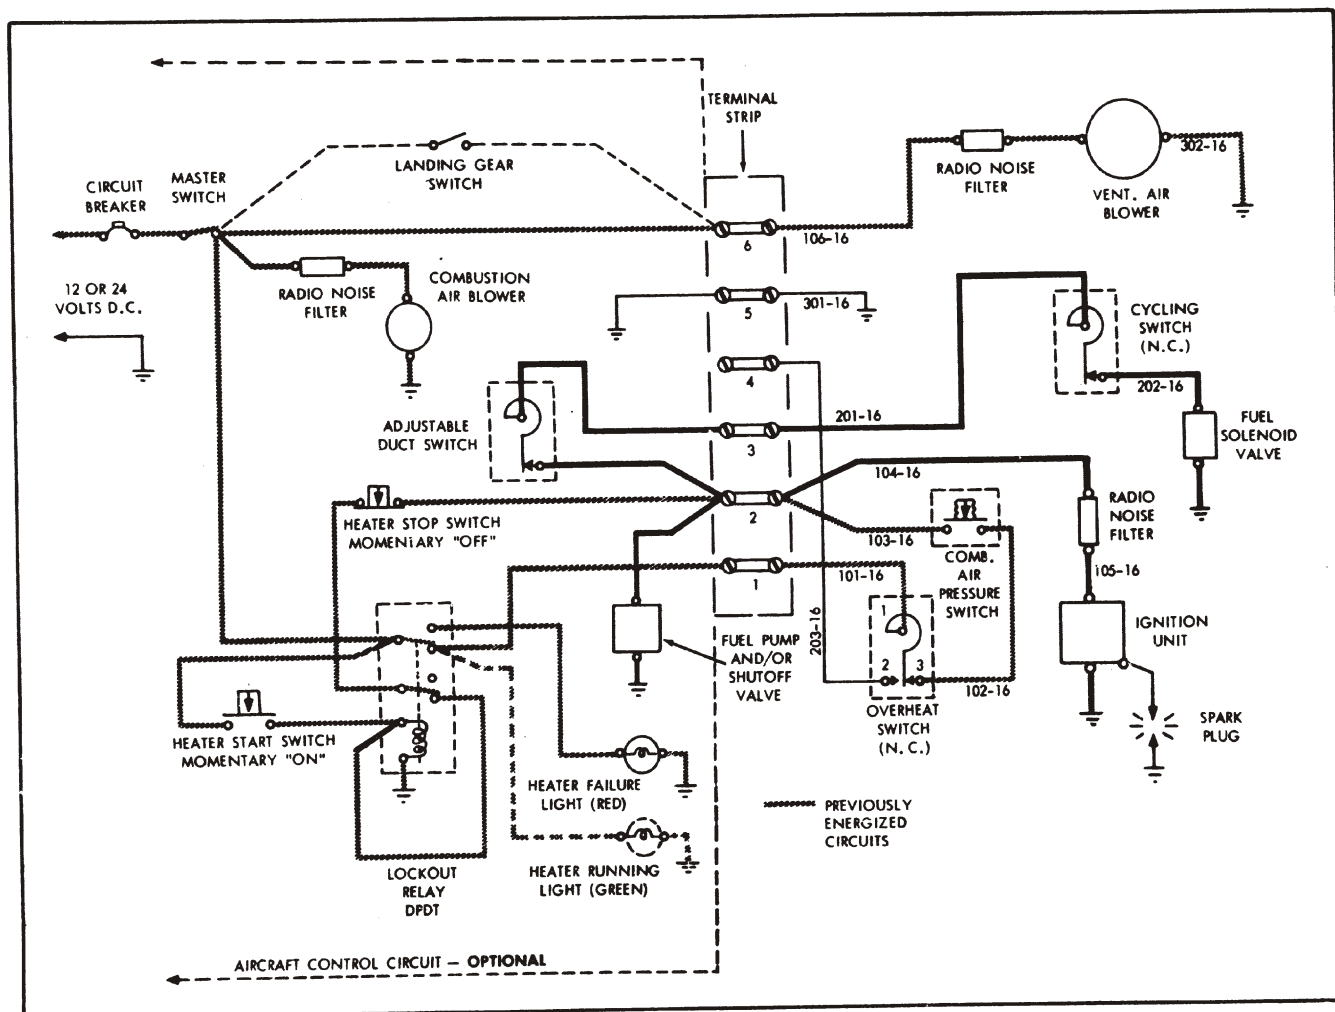 TERMINAL
STRIP
LANDING GEAR
SWITCH
CIRCUIT
BREAKER
MASTER
SWITCH
RADIO NOISE
FILTER
302-16
VENT. AIR
BLOWER
6
106-16
12 OR 24
VOLTS D.C.
RADIO NOISE
FILTER
COMBUSTION
AIR BLOWER
5
301-16
CYCLING
SWITCH
(N.C.)
4
202-16
ADJUSTABLE
DUCT SWITCH
3
201-16
FUEL
SOLENOID
VALVE
104-16
HEATER STOP SWITCH
MOMENTARY "OFF"
2
103-16
RADIO
NOISE
FILTER
COMB.
AIR
PRESSURE
SWITCH
1
101-16
105-16
203-16
1
2
3
102-16
OVERHEAT
SWITCH
(N.C.)
IGNITION
UNIT
FUEL PUMP
AND/OR
SHUTOFF
VALVE
SPARK
PLUG
HEATER START SWITCH
MOMENTARY "ON"
HEATER FAILURE
LIGHT (RED)
PREVIOUSLY
ENERGIZED
CIRCUITS
HEATER RUNNING
LIGHT (GREEN)
LOCKOUT
RELAY
DPDT
AIRCRAFT CONTROL CIRCUIT — OPTIONAL